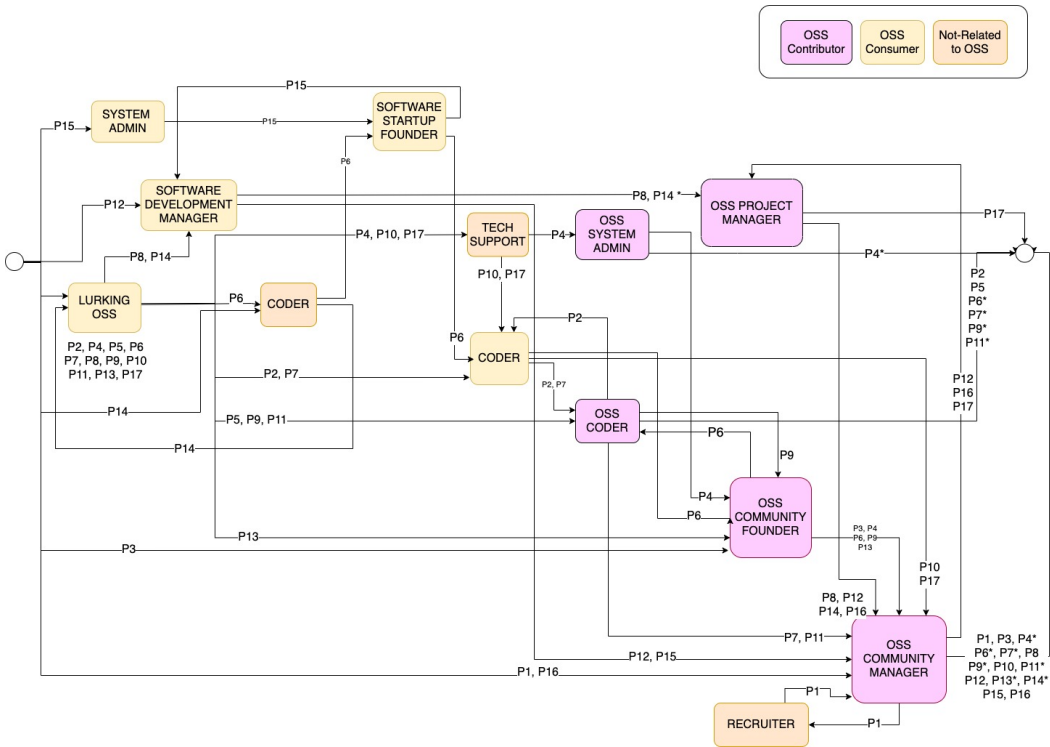 OSS
Contributor
OSS
Consumer
Not-Related
to OSS
P15
SOFTWARE
STARTUP
FOUNDER
SYSTEM
ADMIN
P15
P15
P6
SOFTWARE
DEVELOPMENT
MANAGER
P12
P8, P14 *
OSS PROJECT
MANAGER
P17
P4, P10, P17
TECH
SUPPORT
P4
OSS
SYSTEM
ADMIN
P4*
P8, P14
P10, P17
P2
P5
P6*
P7*
P9*
P11*
LURKING
OSS
P6
CODER
P2
P2, P4, P5, P6
P7, P8, P9, P10
P11, P13, P17
P6
CODER
P2, P7
P2, P7
P12
P16
P17
P14
P5, P9, P11
OSS
CODER
P6
P14
P9
P4
P6
OSS
COMMUNITY
FOUNDER
P13
P3
P3, P4
P6, P9
P13
P10
P17
P8, P12
P14, P16
P7, P11
OSS
COMMUNITY
MANAGER
P12, P15
P1, P16
P1, P3, P4*
P6*, P7*, P8
P9*, P10, P11*
P12, P13*, P14*
P15, P16
P1
RECRUITER
P1